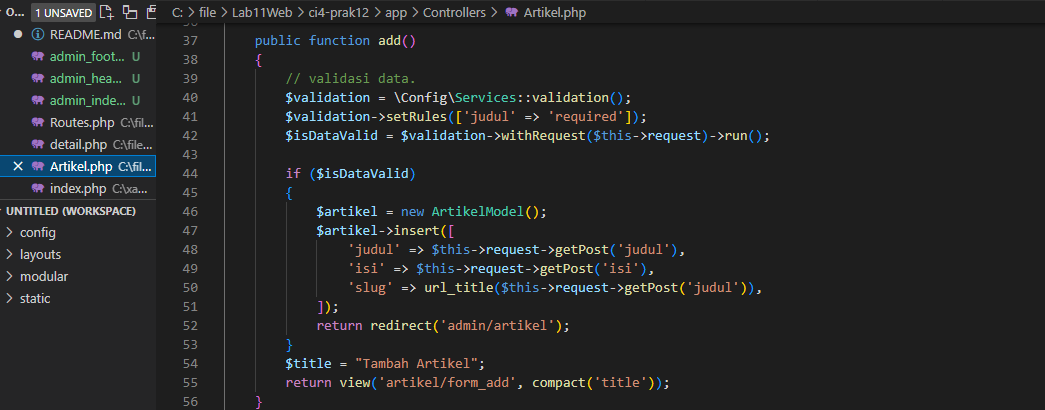 O... 1 UNSAVED
README.md C:\f...
admin_foot... U
admin_hea... U
admin_inde... U
Routes.php C:\fil...
detail.php C:\file...
Artikel.php C:\fil...
index.php C:\xa...
UNTITLED (WORKSPACE)
config
layouts
modular
static
C: > file > Lab11Web > ci4-prak12 > app > Controllers > Artikel.php
37 public function add()
38 {
39 // validasi data.
40 $validation = \Config\Services::validation();
41 $validation->setRules(['judul' => 'required']);
42 $isDataValid = $validation->withRequest($this->request)->run();
43
44 if ($isDataValid)
45 {
46 $artikel = new ArtikelModel();
47 $artikel->insert([
48 'judul' => $this->request->getPost('judul'),
49 'isi' => $this->request->getPost('isi'),
50 'slug' => url_title($this->request->getPost('judul')),
51 ]);
52 return redirect('admin/artikel');
53 }
54 $title = "Tambah Artikel";
55 return view('artikel/form_add', compact('title'));
56 }